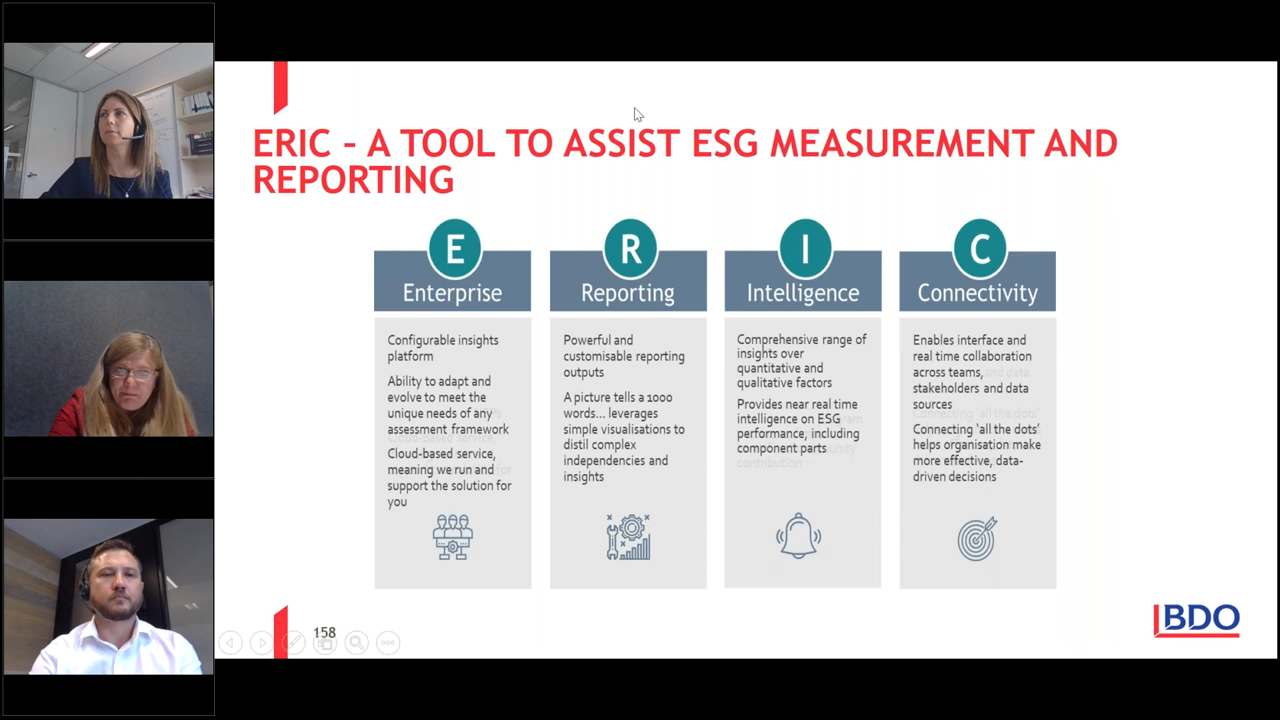 ERIC – A TOOL TO ASSIST ESG MEASUREMENT AND
REPORTING
E
Enterprise
Configurable insights
platform
Ability to adapt and
evolve to meet the
unique needs of any
assessment framework
Cloud-based service,
meaning we run and
support the solution for
you
R
Reporting
Powerful and
customisable reporting
outputs
A picture tells a 1000
words... leverages
simple visualisations to
distil complex
independencies and
insights
I
Intelligence
Comprehensive range of
insights over
quantitative and
qualitative factors
Provides near real time
intelligence on ESG
performance, including
component parts
C
Connectivity
Enables interface and
real time collaboration
across teams,
stakeholders and data
sources
Connecting 'all the dots'
helps organisation make
more effective, data-
driven decisions
158
BDO